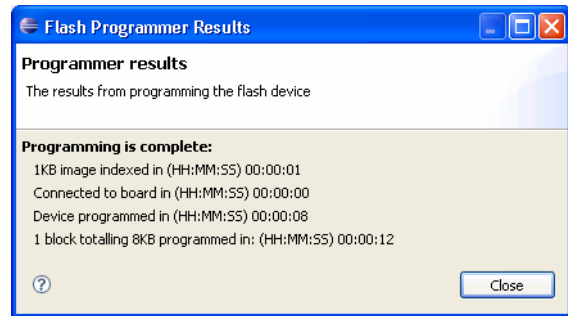 Flash Programmer Results
Programmer results
The results from programming the flash device
Programming is complete:
1KB image indexed in (HH:MM:SS) 00:00:01
Connected to board in (HH:MM:SS) 00:00:00
Device programmed in (HH:MM:SS) 00:00:08
1 block totalling 8KB programmed in: (HH:MM:SS) 00:00:12
?
Close